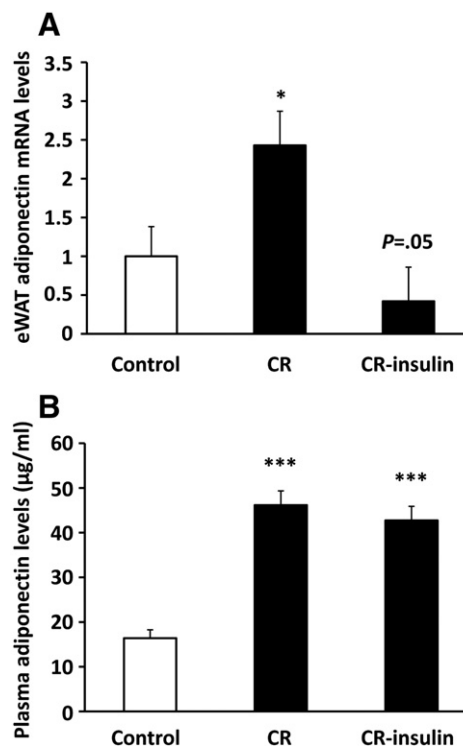 A
eWAT adiponectin mRNA levels
3.5
3
2.5
2
1.5
1
0.5
0
*
P=.05
Control CR CR-insulin
B
Plasma adiponectin levels (µg/ml)
60
50
40
30
20
10
0
***
***
Control CR CR-insulin